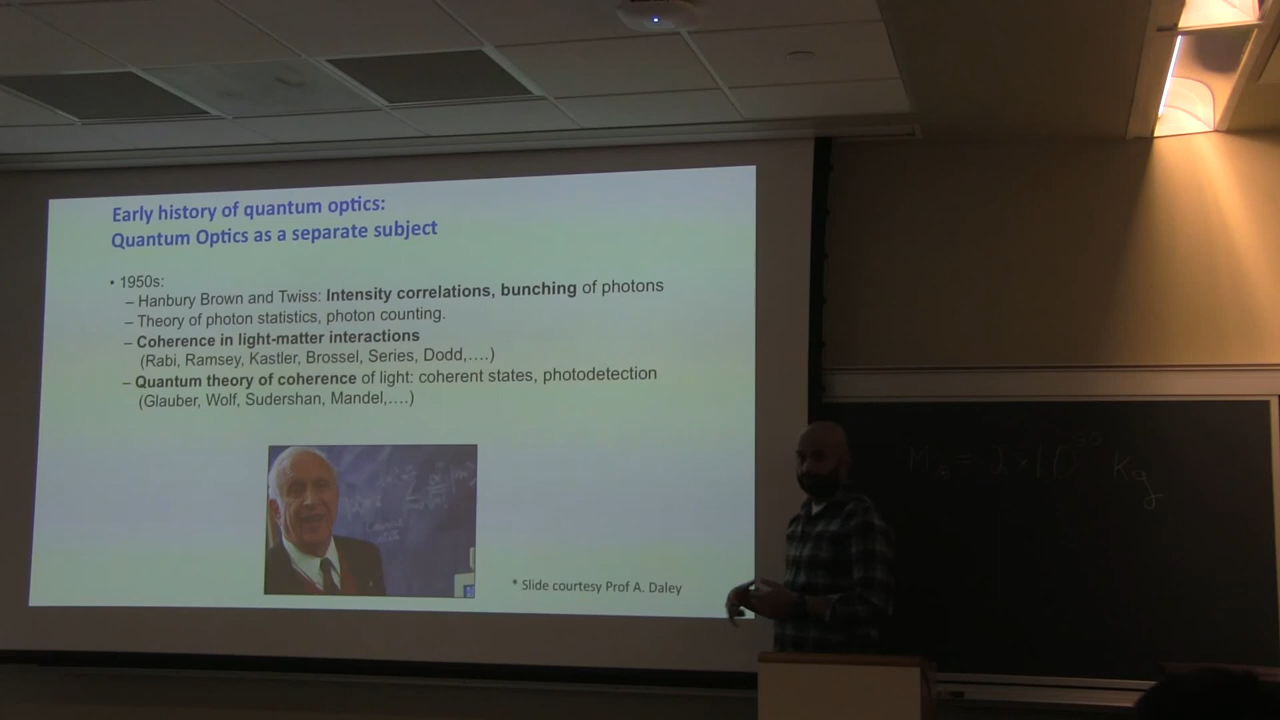 Early history of quantum optics:
Quantum Optics as a separate subject
• 1950s:
– Hanbury Brown and Twiss: Intensity correlations, bunching of photons
– Theory of photon statistics, photon counting.
– Coherence in light-matter interactions
(Rabi, Ramsey, Kastler, Brossel, Series, Dodd,....)
– Quantum theory of coherence of light: coherent states, photodetection
(Glauber, Wolf, Sudershan, Mandel,....)
* Slide courtesy Prof A. Daley
Kg